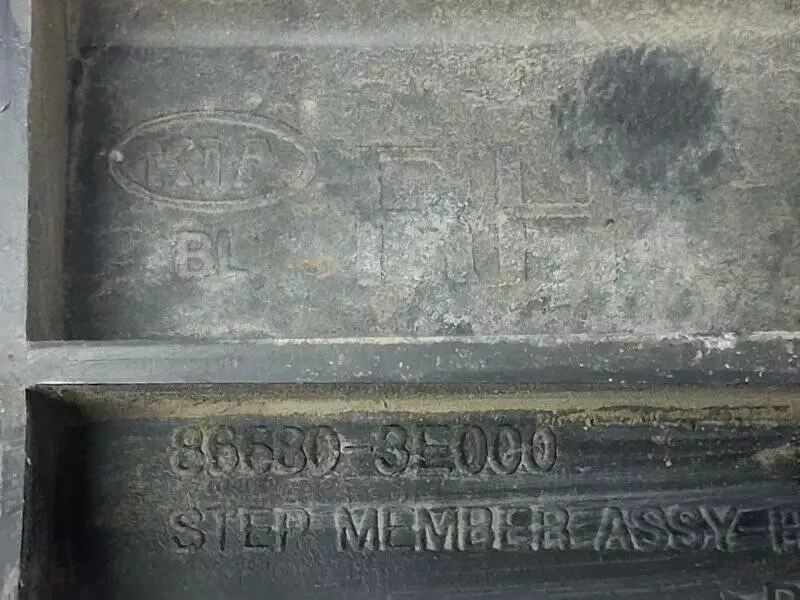 KIA RH
BL
86680-3E000
STEP MEMBER ASSY-